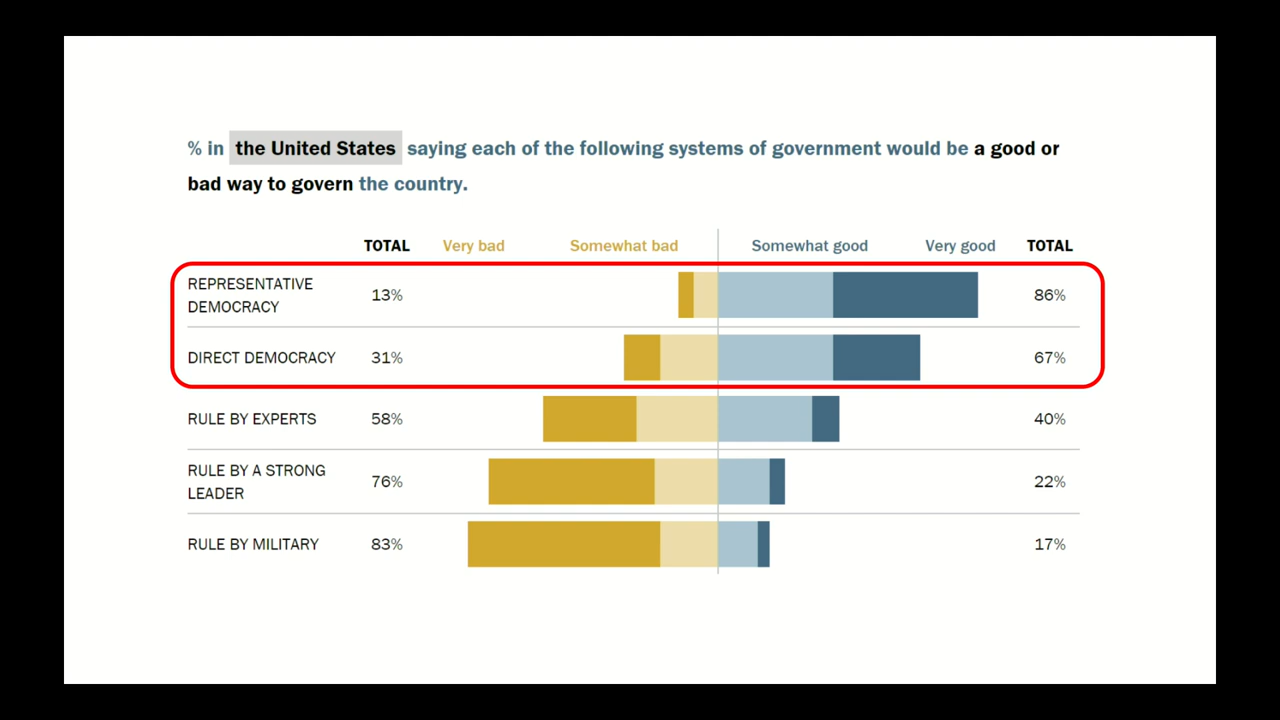 % in the United States saying each of the following systems of government would be a good or
bad way to govern the country.
TOTAL Very bad Somewhat bad Somewhat good Very good TOTAL
REPRESENTATIVE
DEMOCRACY 13% 86%
DIRECT DEMOCRACY 31% 67%
RULE BY EXPERTS 58% 40%
RULE BY A STRONG
LEADER 76% 22%
RULE BY MILITARY 83% 17%